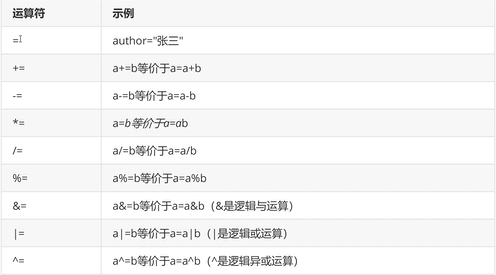 运算符 示例
= author="张三"
+= a+=b等价于a=a+b
-= a-=b等价于a=a-b
*= a=b等价于a=ab
/= a/=b等价于a=a/b
%= a%=b等价于a=a%b
&= a&=b等价于a=a&b（&是逻辑与运算）
|= a|=b等价于a=a|b（|是逻辑或运算）
^= a^=b等价于a=a^b（^是逻辑异或运算）